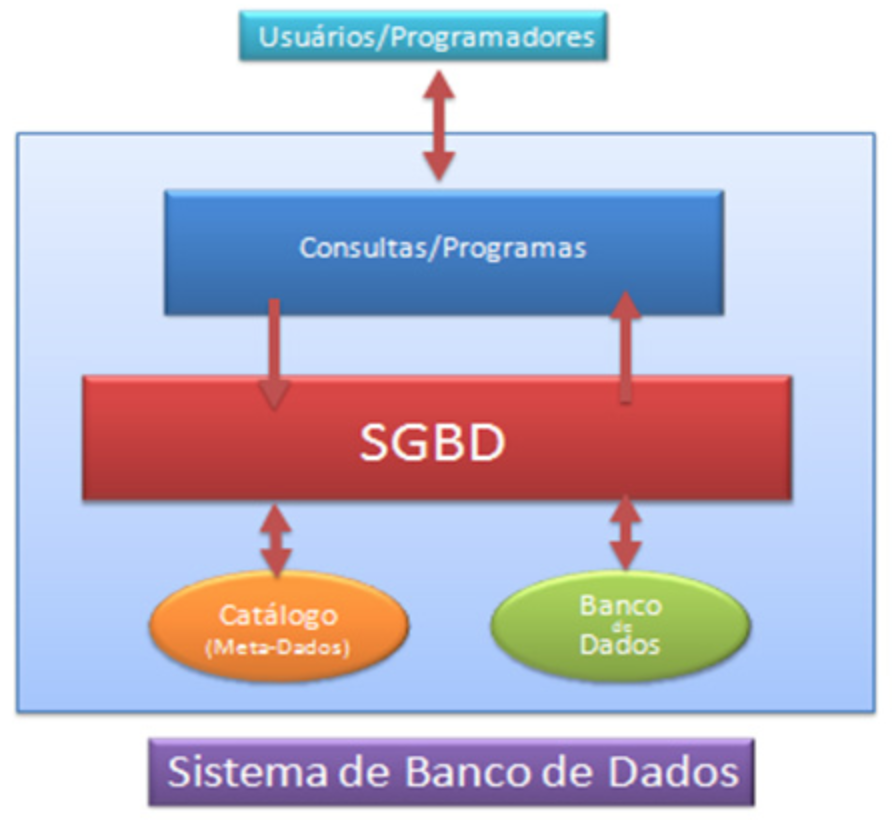 Usuários/Programadores
Consultas/Programas
SGBD
Catálogo
(Meta-Dados)
Banco
de
Dados
Sistema de Banco de Dados